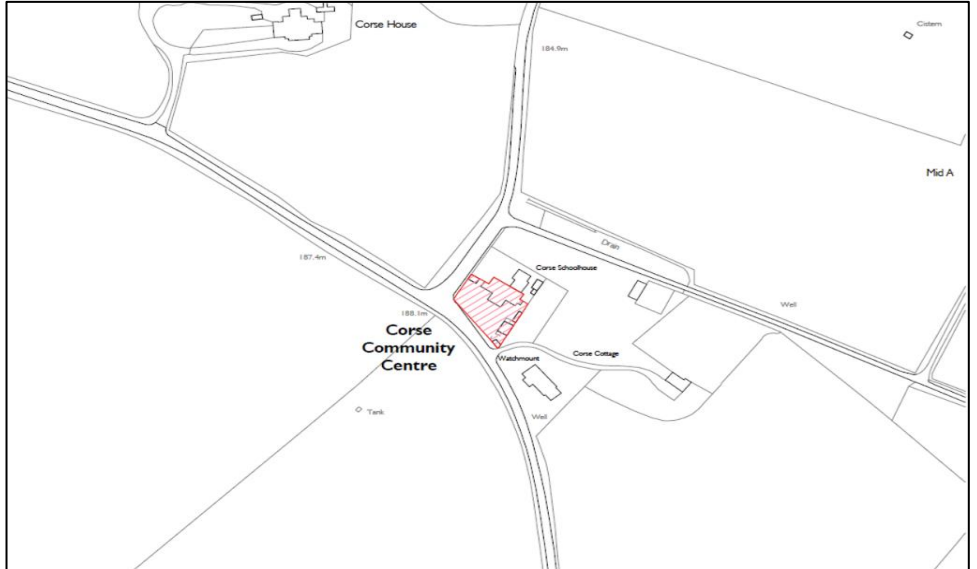 Corse House
Cistern
184.9m
Mid A
Drain
187.4m
Corse Schoolhouse
Well
188.1m
Corse
Community
Centre
Watchmount
Corse Cottage
Tank
Well